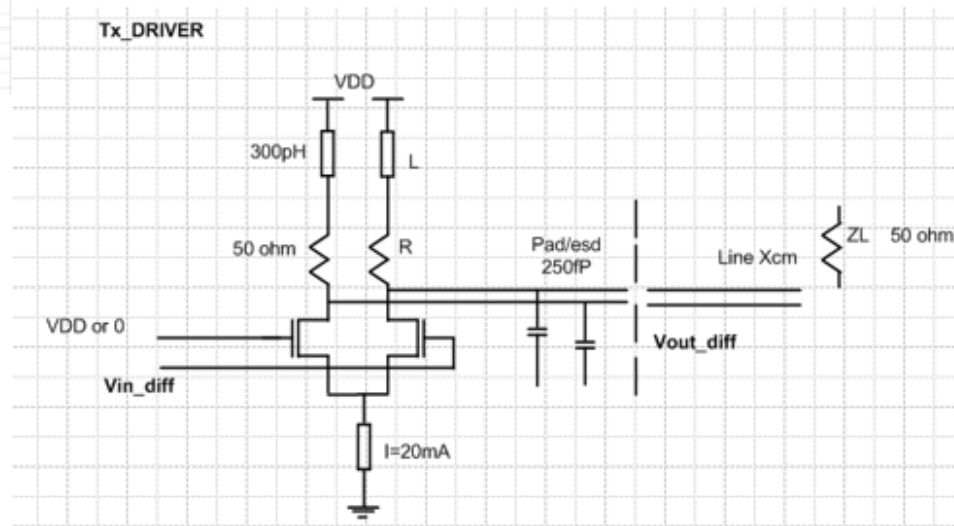 Tx_DRIVER
VDD
300pH
L
50 ohm
R
Pad/esd
250fP
Line Xcm
ZL 50 ohm
VDD or 0
Vin_diff
Vout_diff
I=20mA